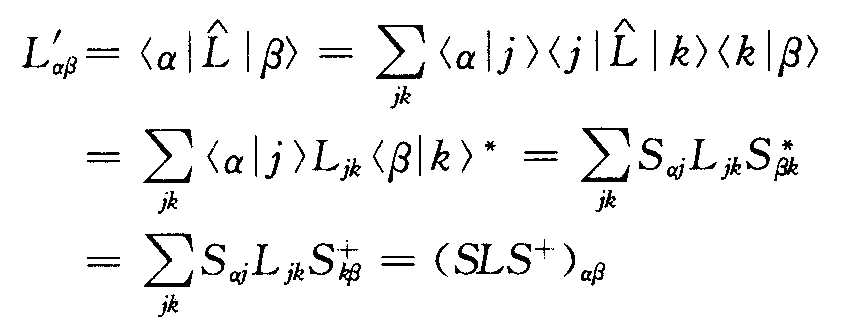 L′_{αβ} = ⟨α|L̂|β⟩ = ∑_{jk} ⟨α|j⟩⟨j|L̂|k⟩⟨k|β⟩
= ∑_{jk} ⟨α|j⟩L_{jk}⟨β|k⟩* = ∑_{jk} S_{αj}L_{jk}S*_{βk}
= ∑_{jk} S_{αj}L_{jk}S⁺_{kβ} = (SLS⁺)_{αβ}